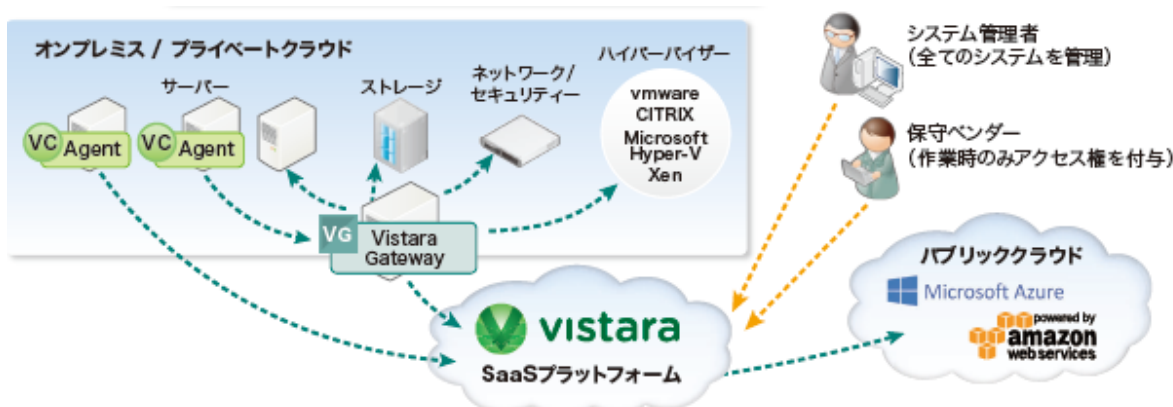 オンプレミス / プライベートクラウド
サーバー
ストレージ
ネットワーク/
セキュリティー
ハイパーバイザー
vmware
CITRIX
Microsoft
Hyper-V
Xen
VC Agent
VC Agent
VG
Vistara
Gateway
システム管理者
(全てのシステムを管理)
保守ベンダー
(作業時のみアクセス権を付与)
vistara
SaaSプラットフォーム
パブリッククラウド
Microsoft Azure
powered by
amazon
web services